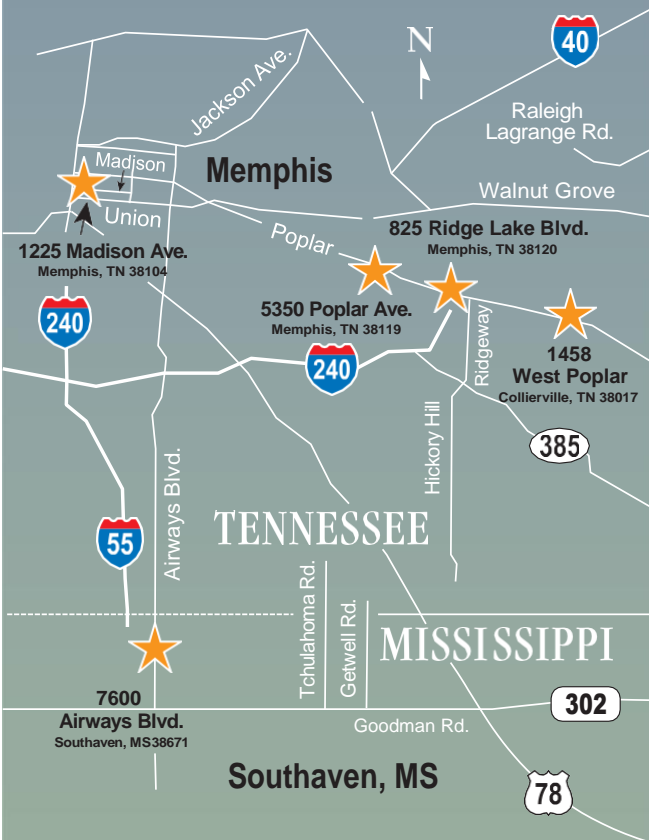 N
40
Jackson Ave.
Raleigh
Lagrange Rd.
Madison
Memphis
Walnut Grove
Union
Poplar
825 Ridge Lake Blvd.
Memphis, TN 38120
1225 Madison Ave.
Memphis, TN 38104
5350 Poplar Ave.
Memphis, TN 38119
240
240
Ridgeway
1458
West Poplar
Collierville, TN 38017
Hickory Hill
385
Airways Blvd.
55
TENNESSEE
Tchulahoma Rd.
Getwell Rd.
MISSISSIPPI
7600
Airways Blvd.
Southaven, MS38671
302
Goodman Rd.
Southaven, MS
78